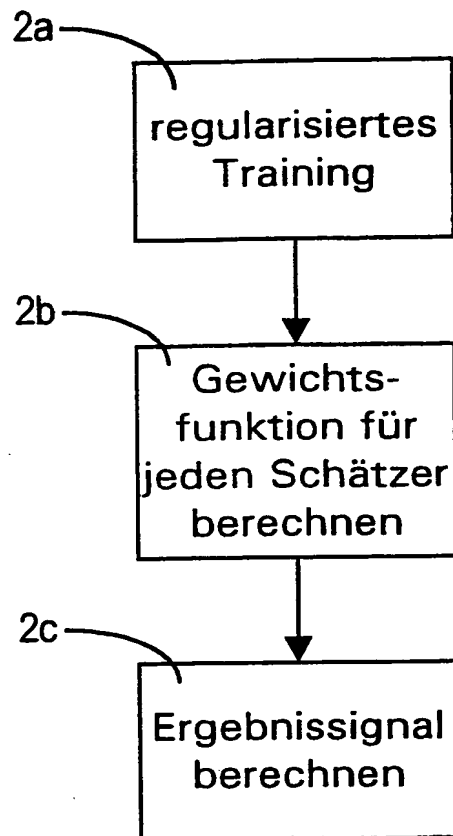 2a
regularisiertes
Training
2b
Gewichts-
funktion für
jeden Schätzer
berechnen
2c
Ergebnissignal
berechnen